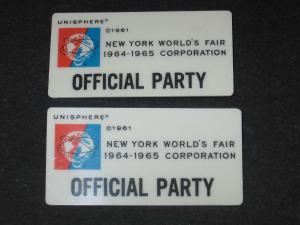 UNISPHERE®
©1961
NEW YORK WORLD'S FAIR
1964-1965 CORPORATION
OFFICIAL PARTY
UNISPHERE®
©1961
NEW YORK WORLD'S FAIR
1964-1965 CORPORATION
OFFICIAL PARTY